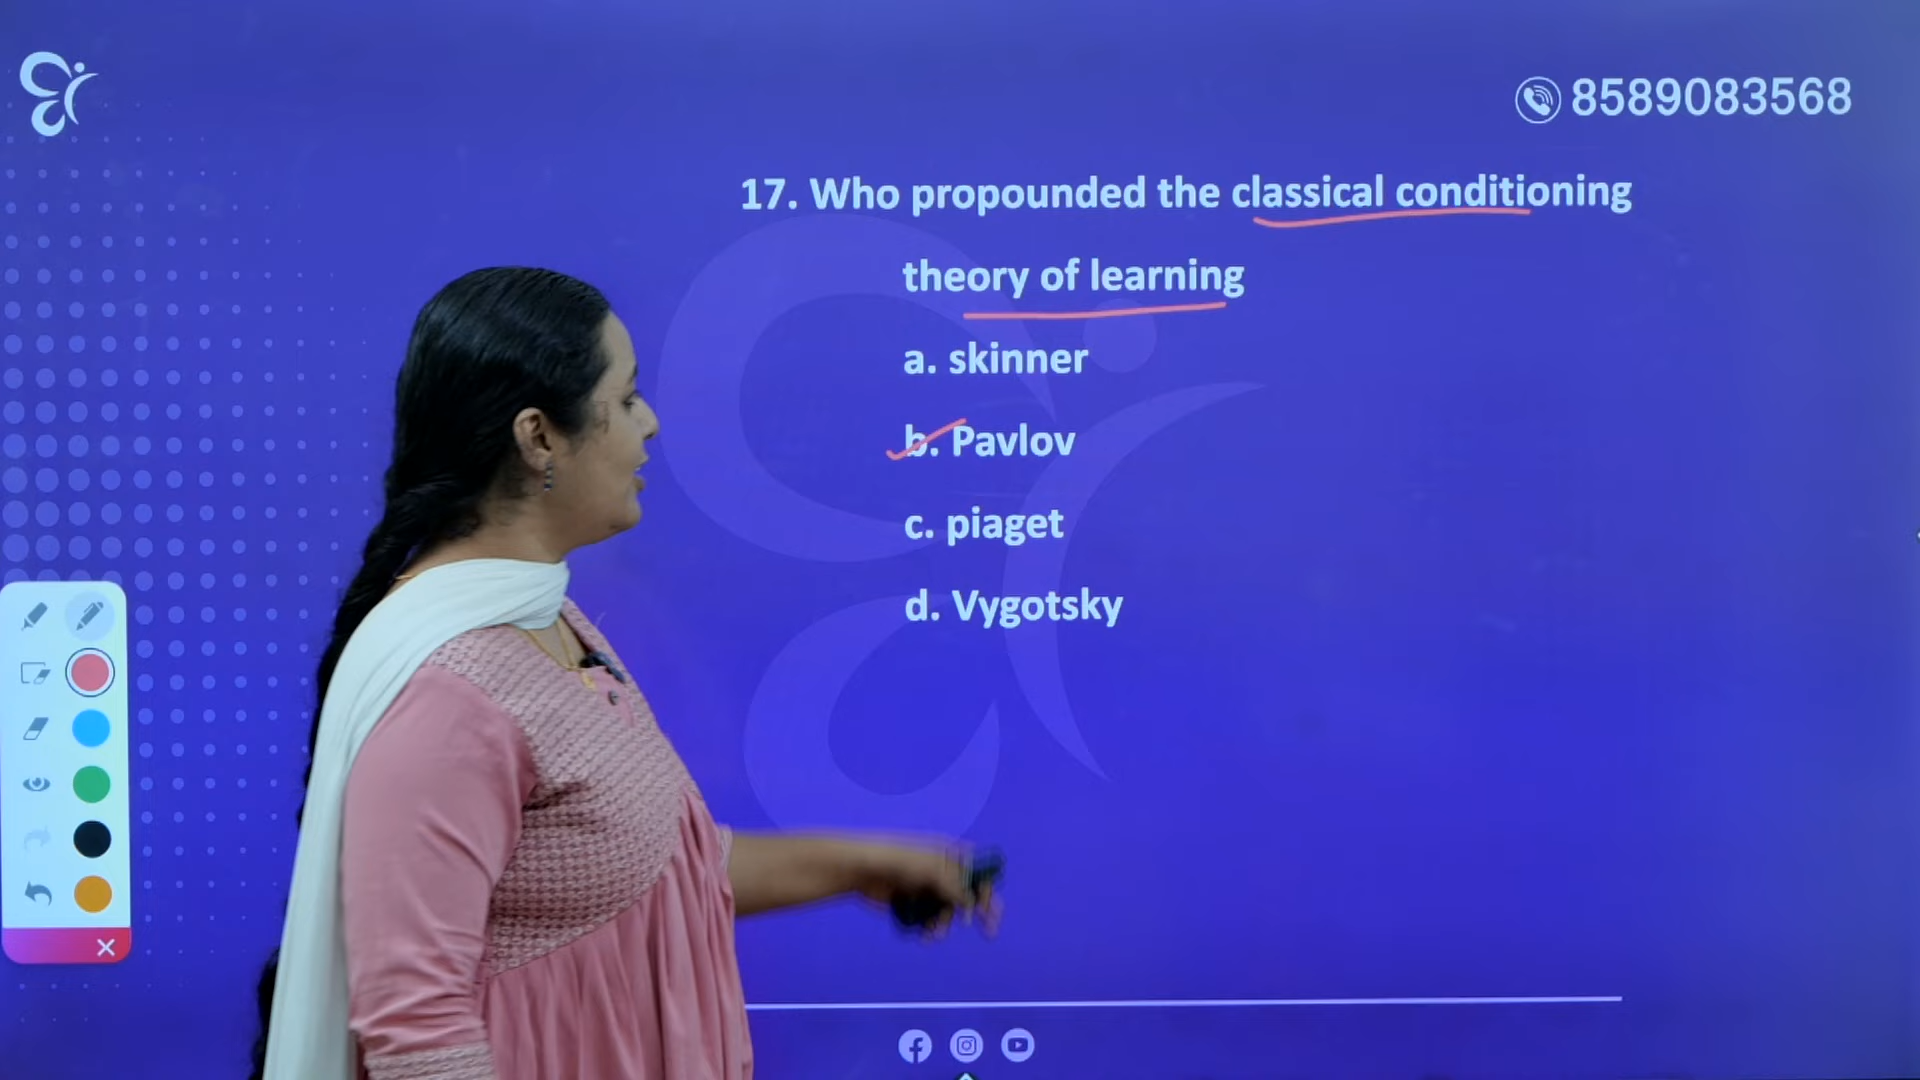 8589083568
17. Who propounded the classical conditioning
theory of learning
a. skinner
b. Pavlov
c. piaget
d. Vygotsky